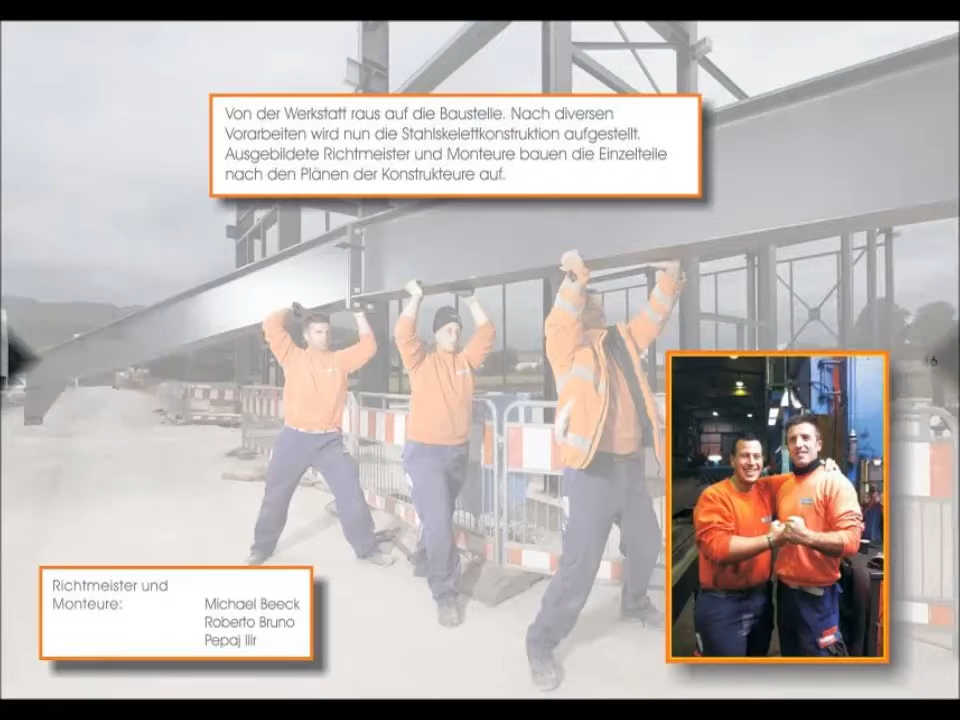 Von der Werkstatt raus auf die Baustelle. Nach diversen
Vorarbeiten wird nun die Stahlskelettkonstruktion aufgestellt.
Ausgebildete Richtmeister und Monteure bauen die Einzelteile
nach den Plänen der Konstrukteure auf.
Richtmeister und
Monteure: Michael Beeck
Roberto Bruno
Pepaj Ilir